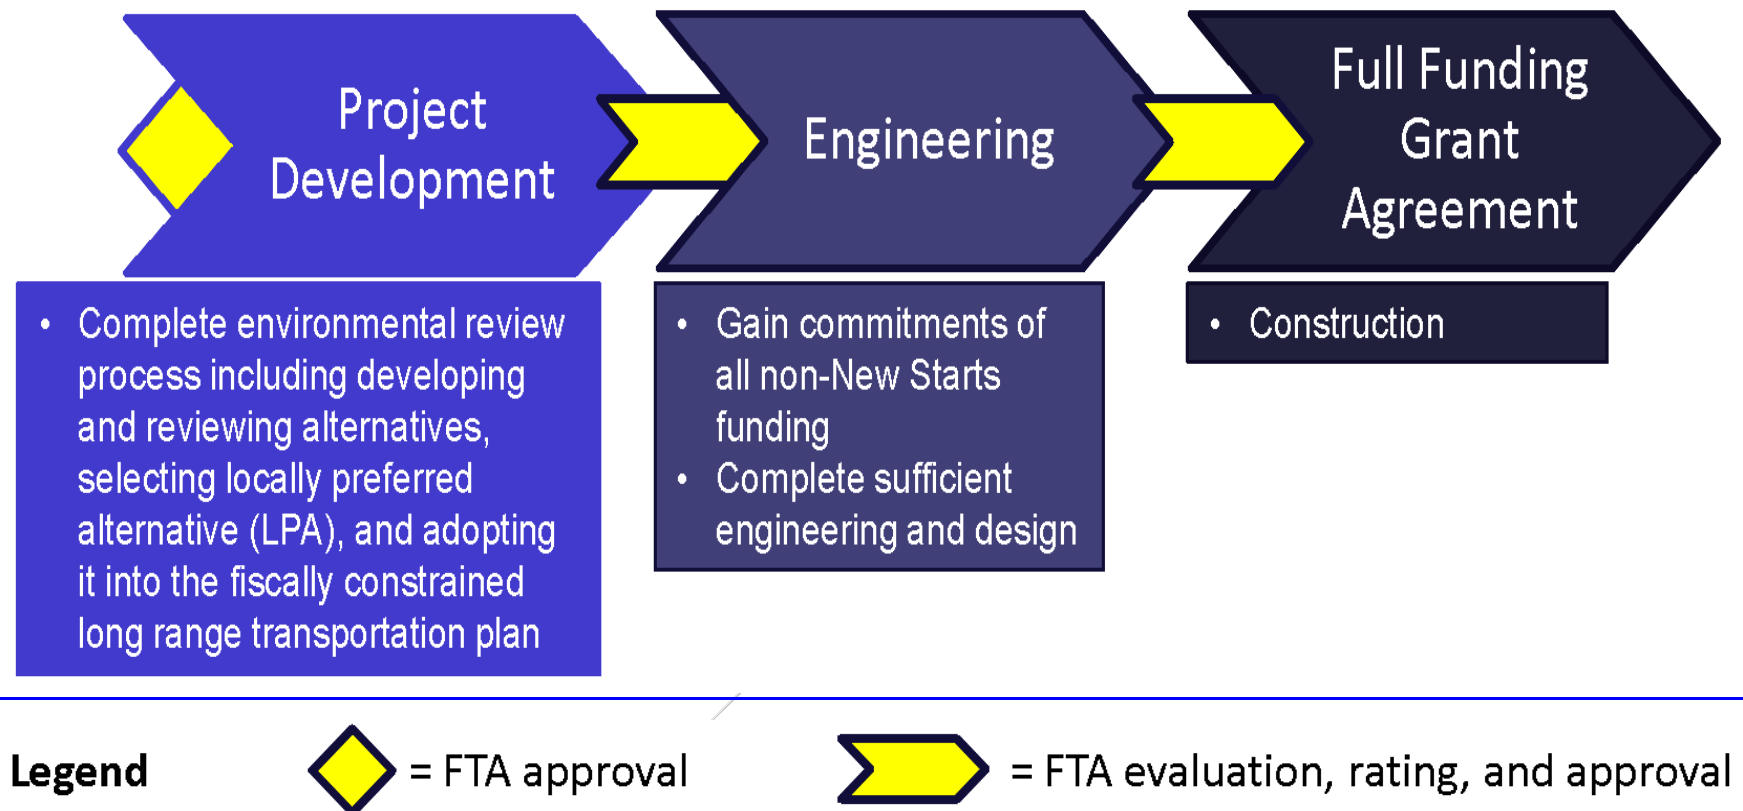 Project
Development
Engineering
Full Funding
Grant
Agreement
• Complete environmental review
process including developing
and reviewing alternatives,
selecting locally preferred
alternative (LPA), and adopting
it into the fiscally constrained
long range transportation plan
• Gain commitments of
all non-New Starts
funding
• Complete sufficient
engineering and design
• Construction
Legend
= FTA approval
= FTA evaluation, rating, and approval